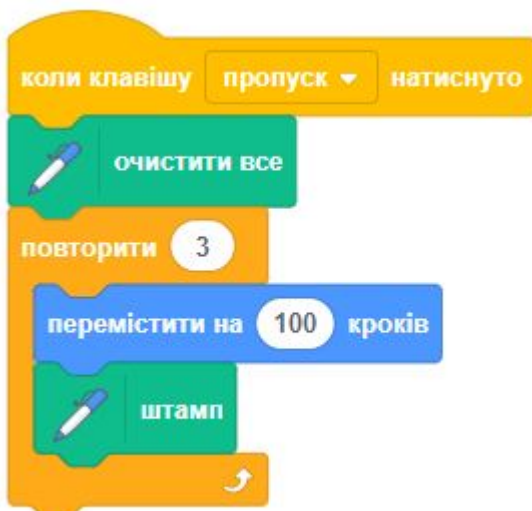 коли клавішу пропуск натиснуто
очистити все
повторити 3
перемістити на 100 кроків
штамп